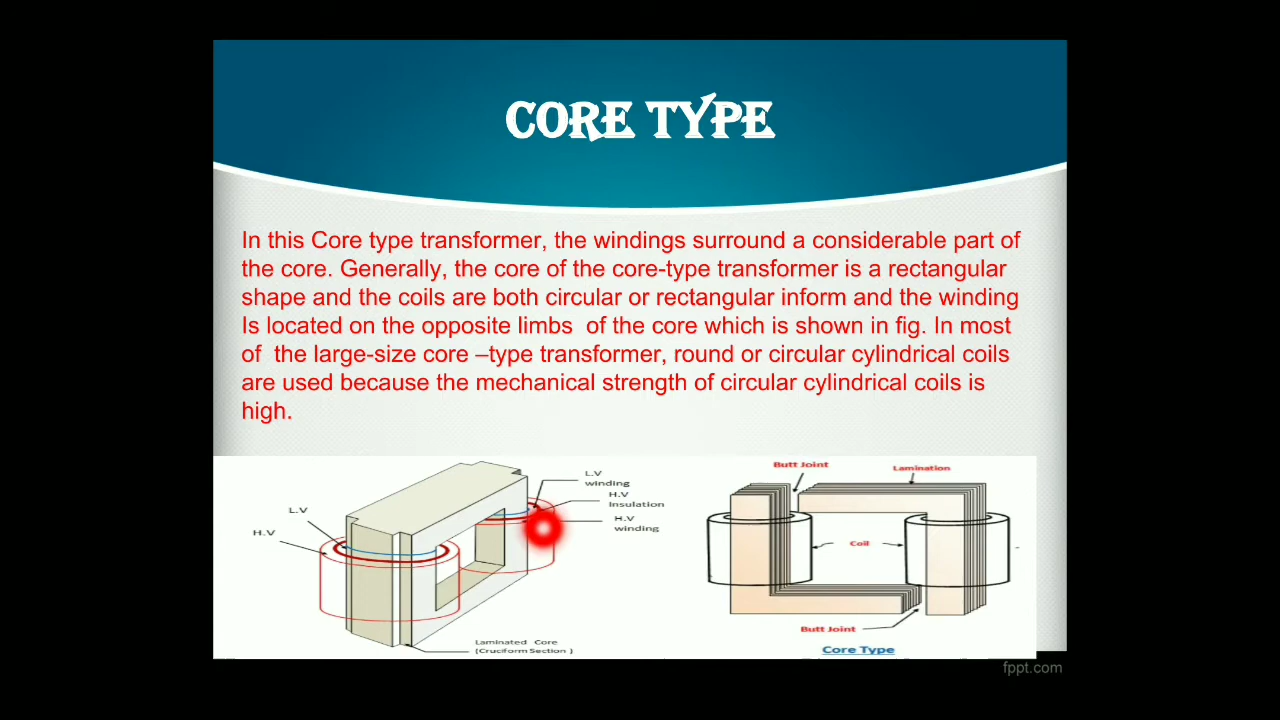 CORE TYPE
In this Core type transformer, the windings surround a considerable part of
the core. Generally, the core of the core-type transformer is a rectangular
shape and the coils are both circular or rectangular inform and the winding
Is located on the opposite limbs of the core which is shown in fig. In most
of the large-size core –type transformer, round or circular cylindrical coils
are used because the mechanical strength of circular cylindrical coils is
high.
L.V
winding
H.V
Insulation
H.V
winding
L.V
H.V
Laminated Core
(Cruciform Section )
Butt Joint
Lamination
Coil
Butt Joint
Core Type
fppt.com